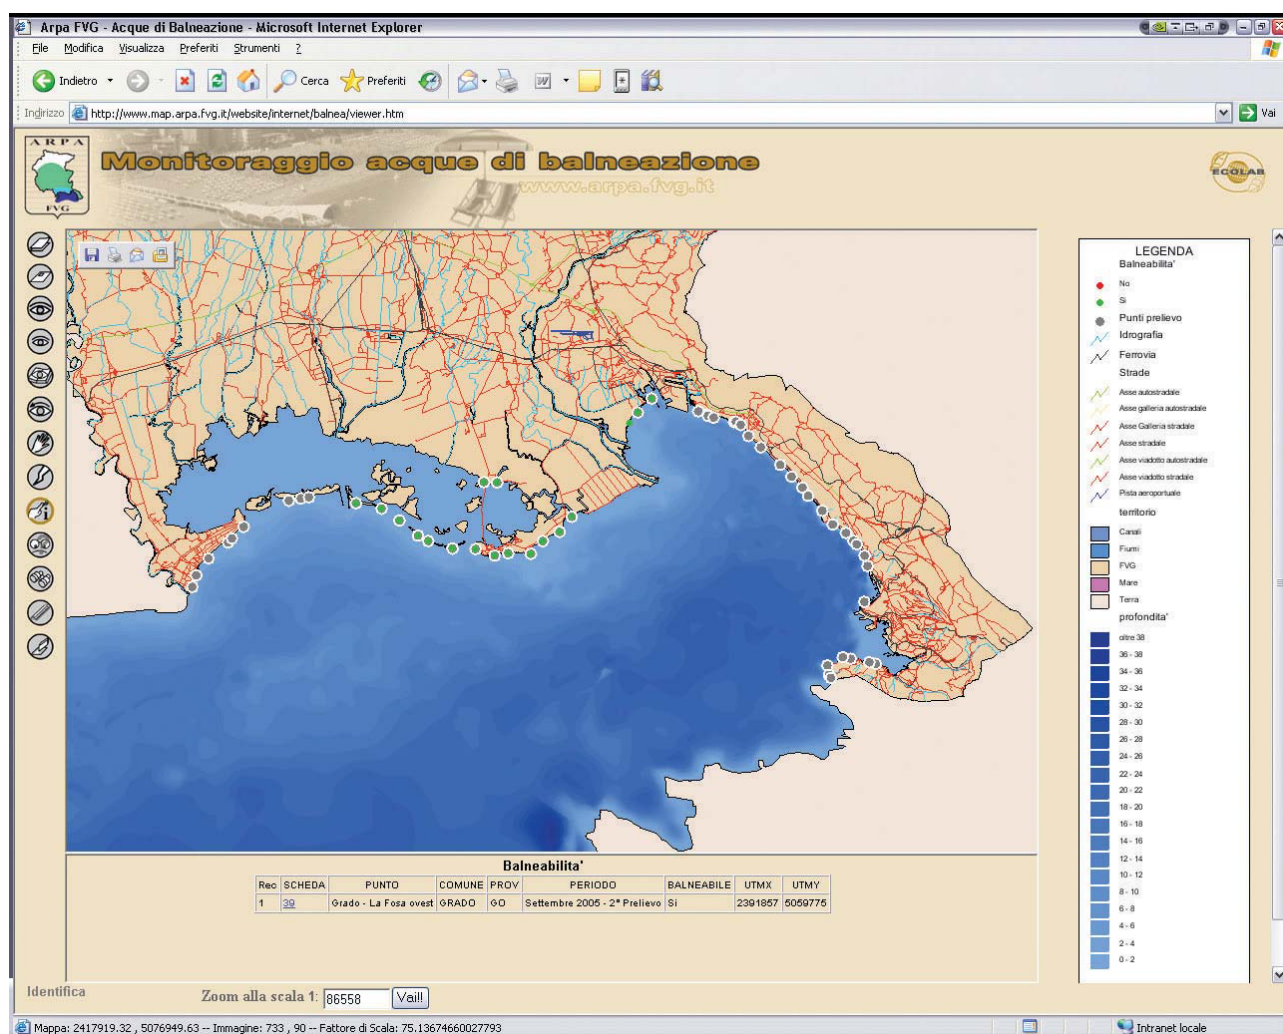 Arpa FVG - Acque di Balneazione - Microsoft Internet Explorer
File Modifica Visualizza Preferiti Strumenti ?
Indietro Cerca Preferiti
Indirizzo http://www.map.arpa.fvg.it/website/internet/balnea/viewer.htm Vai
ARPA
FVG
Monitoraggio acque di balneazione
www.arpa.fvg.it
ECOLAB
LEGENDA
Balneabilita'
No
Si
Punti prelievo
Idrografia
Ferrovia
Strade
Asse autostradale
Asse galleria autostradale
Asse Galleria stradale
Asse stradale
Asse viadotto autostradale
Asse viadotto stradale
Pista aeroportuale
territorio
Canali
Fiumi
FVG
Mare
Terra
profondita'
oltre 38
36 - 38
34 - 36
32 - 34
30 - 32
28 - 30
26 - 28
24 - 26
22 - 24
20 - 22
18 - 20
16 - 18
14 - 16
12 - 14
10 - 12
8 - 10
6 - 8
4 - 6
2 - 4
0 - 2
Balneabilita'
Rec SCHEDA PUNTO COMUNE PROV PERIODO BALNEABILE UTMX UTMY
1 39 Grado - La Fosa ovest GRADO GO Settembre 2005 - 2° Prelievo Si 2391857 5059775
Identifica Zoom alla scala 1: 86558 Vai!!
Mappa: 2417919.32 , 5076949.63 -- Immagine: 733 , 90 -- Fattore di Scala: 75.13674660027793 Intranet locale